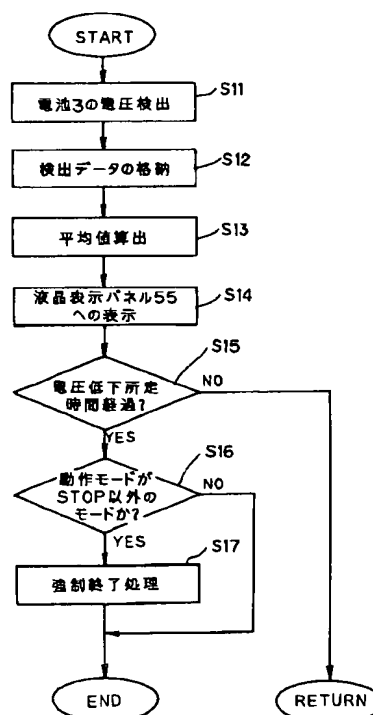 START
電池3の電圧検出
S11
検出データの格納
S12
平均値算出
S13
液晶表示パネル55
への表示
S14
電圧低下所定
時間経過?
S15
NO
YES
動作モードが
STOP以外の
モードか?
S16
NO
YES
強制終了処理
S17
END
RETURN